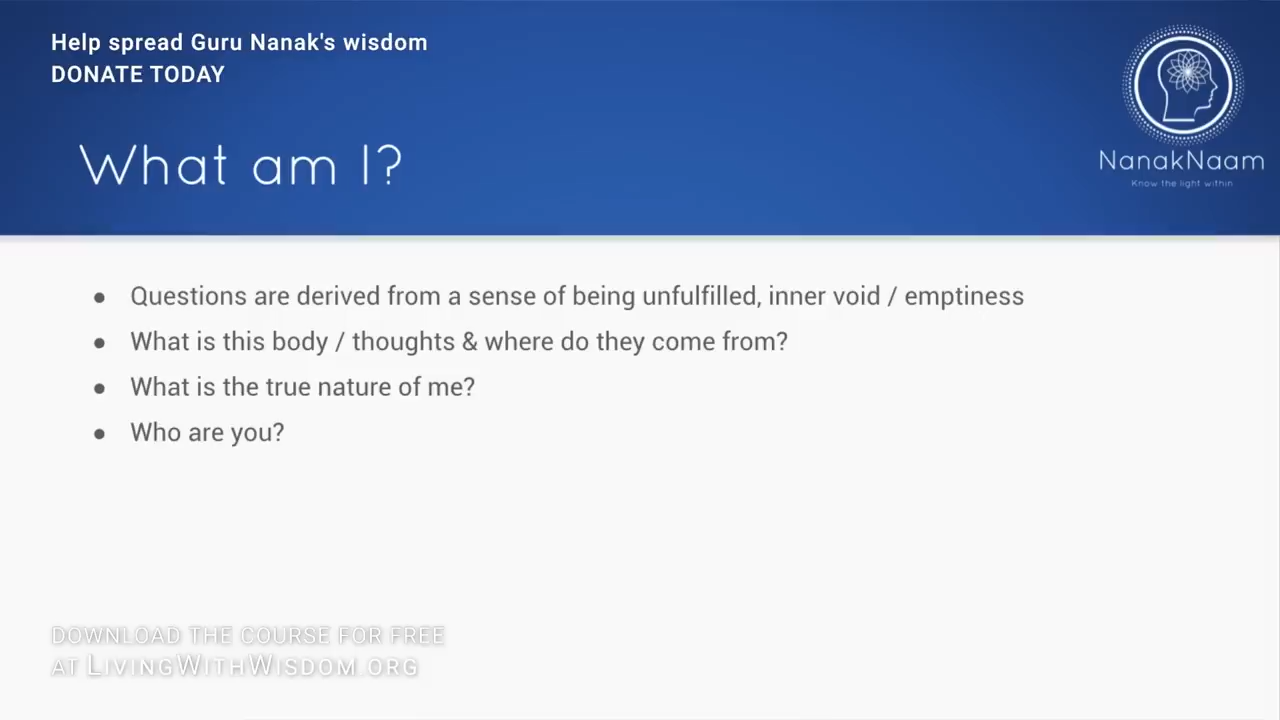 Help spread Guru Nanak's wisdom
DONATE TODAY
NanakNaam
Know the light within
What am I?
● Questions are derived from a sense of being unfulfilled, inner void / emptiness
● What is this body / thoughts & where do they come from?
● What is the true nature of me?
● Who are you?
DOWNLOAD THE COURSE FOR FREE
AT LIVINGWITHWISDOM.ORG